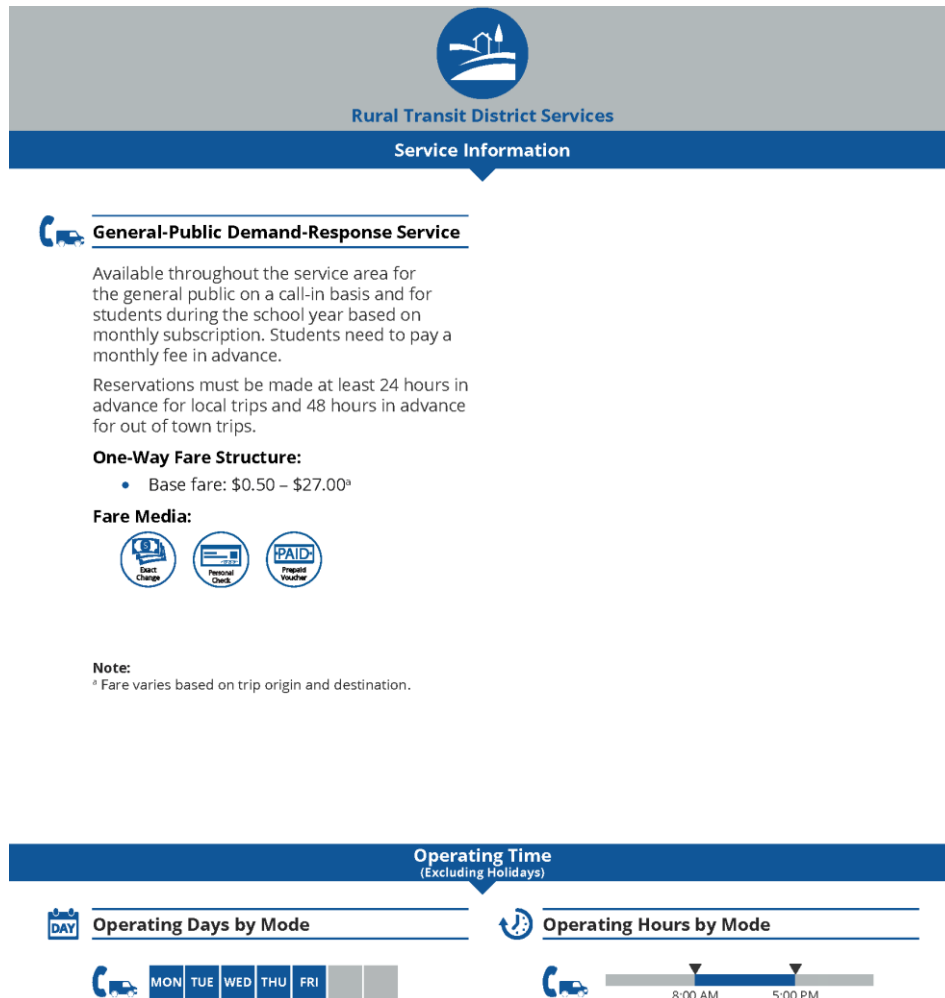 Rural Transit District Services
Service Information
General-Public Demand-Response Service
Available throughout the service area for
the general public on a call-in basis and for
students during the school year based on
monthly subscription. Students need to pay a
monthly fee in advance.
Reservations must be made at least 24 hours in
advance for local trips and 48 hours in advance
for out of town trips.
One-Way Fare Structure:
• Base fare: $0.50 – $27.00ᵃ
Fare Media:
Exact
Change
Personal
Check
PAID
Prepaid
Voucher
Note:
ᵃ Fare varies based on trip origin and destination.
Operating Time
(Excluding Holidays)
DAY
Operating Days by Mode
MON TUE WED THU FRI
Operating Hours by Mode
8:00 AM 5:00 PM